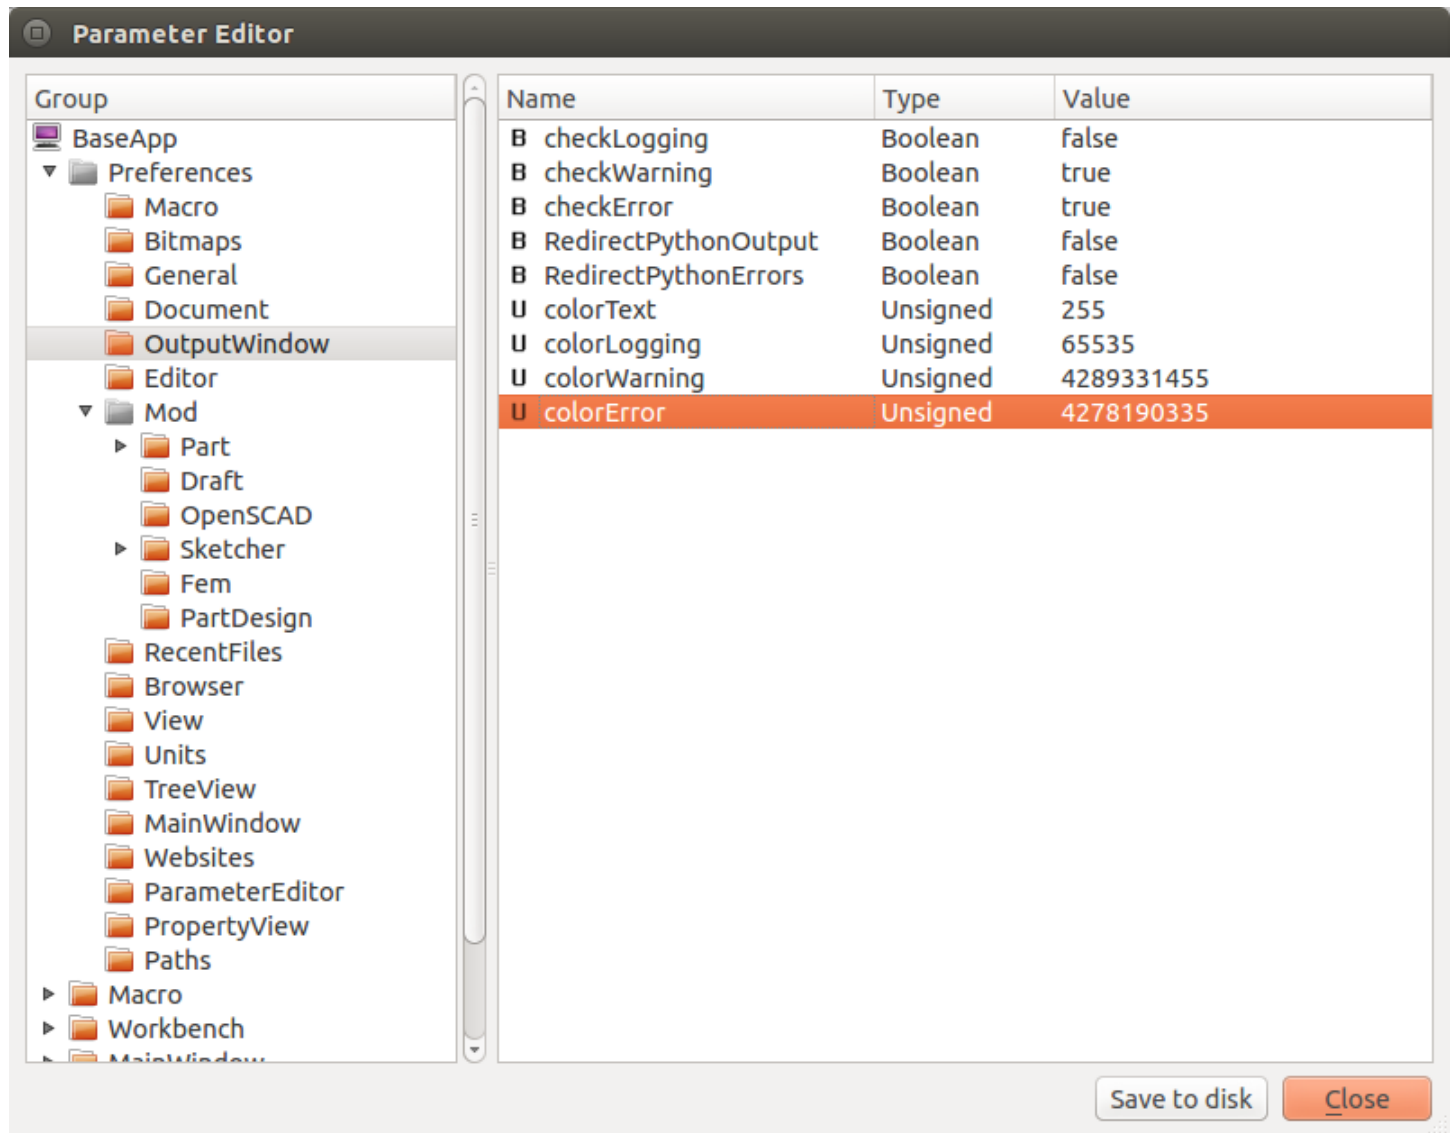 Parameter Editor
Group
BaseApp
Preferences
Macro
Bitmaps
General
Document
OutputWindow
Editor
Mod
Part
Draft
OpenSCAD
Sketcher
Fem
PartDesign
RecentFiles
Browser
View
Units
TreeView
MainWindow
Websites
ParameterEditor
PropertyView
Paths
Macro
Workbench
MainWindow
Name Type Value
B checkLogging Boolean false
B checkWarning Boolean true
B checkError Boolean true
B RedirectPythonOutput Boolean false
B RedirectPythonErrors Boolean false
U colorText Unsigned 255
U colorLogging Unsigned 65535
U colorWarning Unsigned 4289331455
U colorError Unsigned 4278190335
Save to disk Close